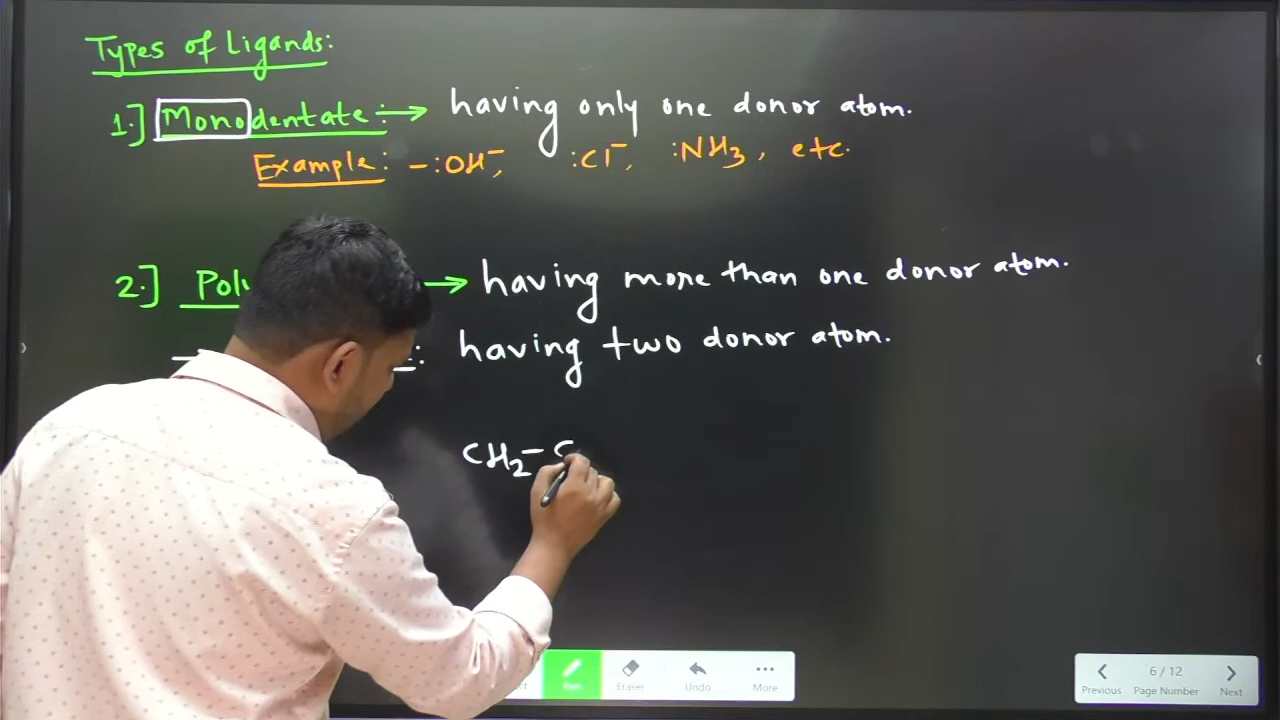 Types of Ligands:
1.] Monodentate :→ having only one donor atom.
Example: - :OH⁻, :Cl⁻, :NH₃, etc.
2.] → having more than one donor atom.
: having two donor atom.
CH₂-
Eraser Undo More
Previous 6/12 Page Number Next